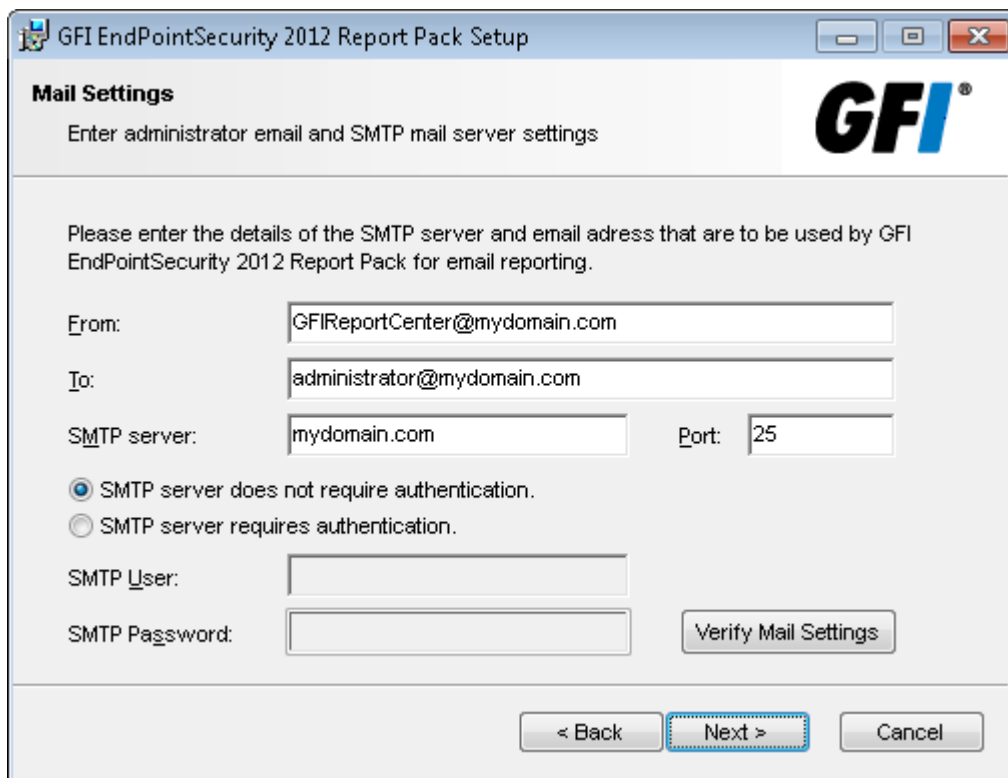 GFI EndPointSecurity 2012 Report Pack Setup
Mail Settings
Enter administrator email and SMTP mail server settings
GFI®
Please enter the details of the SMTP server and email adress that are to be used by GFI
EndPointSecurity 2012 Report Pack for email reporting.
From: GFIReportCenter@mydomain.com
To: administrator@mydomain.com
SMTP server: mydomain.com Port: 25
SMTP server does not require authentication.
SMTP server requires authentication.
SMTP User:
SMTP Password: Verify Mail Settings
< Back Next > Cancel